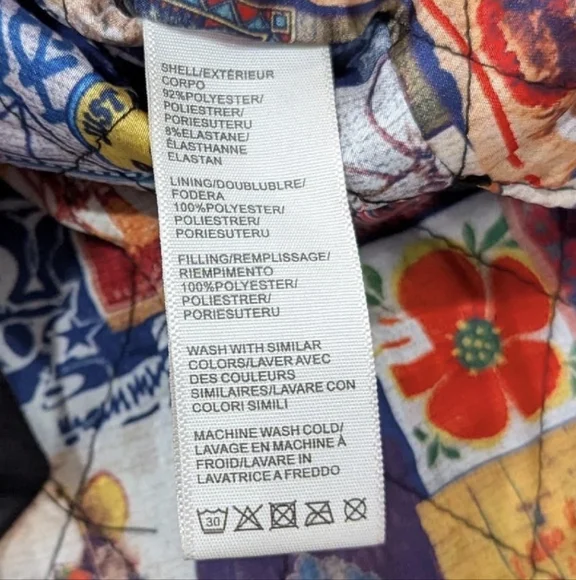 SHELL/EXTÉRIEUR
CORPO
92%POLYESTER/
POLIESTRER/
PORIESUTERU
8%ELASTANE/
ÉLASTHANNE
ELASTAN
LINING/DOUBLUBLRE/
FODERA
100%POLYESTER/
POLIESTRER/
PORIESUTERU
FILLING/REMPLISSAGE/
RIEMPIMENTO
100%POLYESTER/
POLIESTRER/
PORIESUTERU
WASH WITH SIMILAR
COLORS/LAVER AVEC
DES COULEURS
SIMILAIRES/LAVARE CON
COLORI SIMILI
MACHINE WASH COLD/
LAVAGE EN MACHINE À
FROID/LAVARE IN
LAVATRICE A FREDDO
30